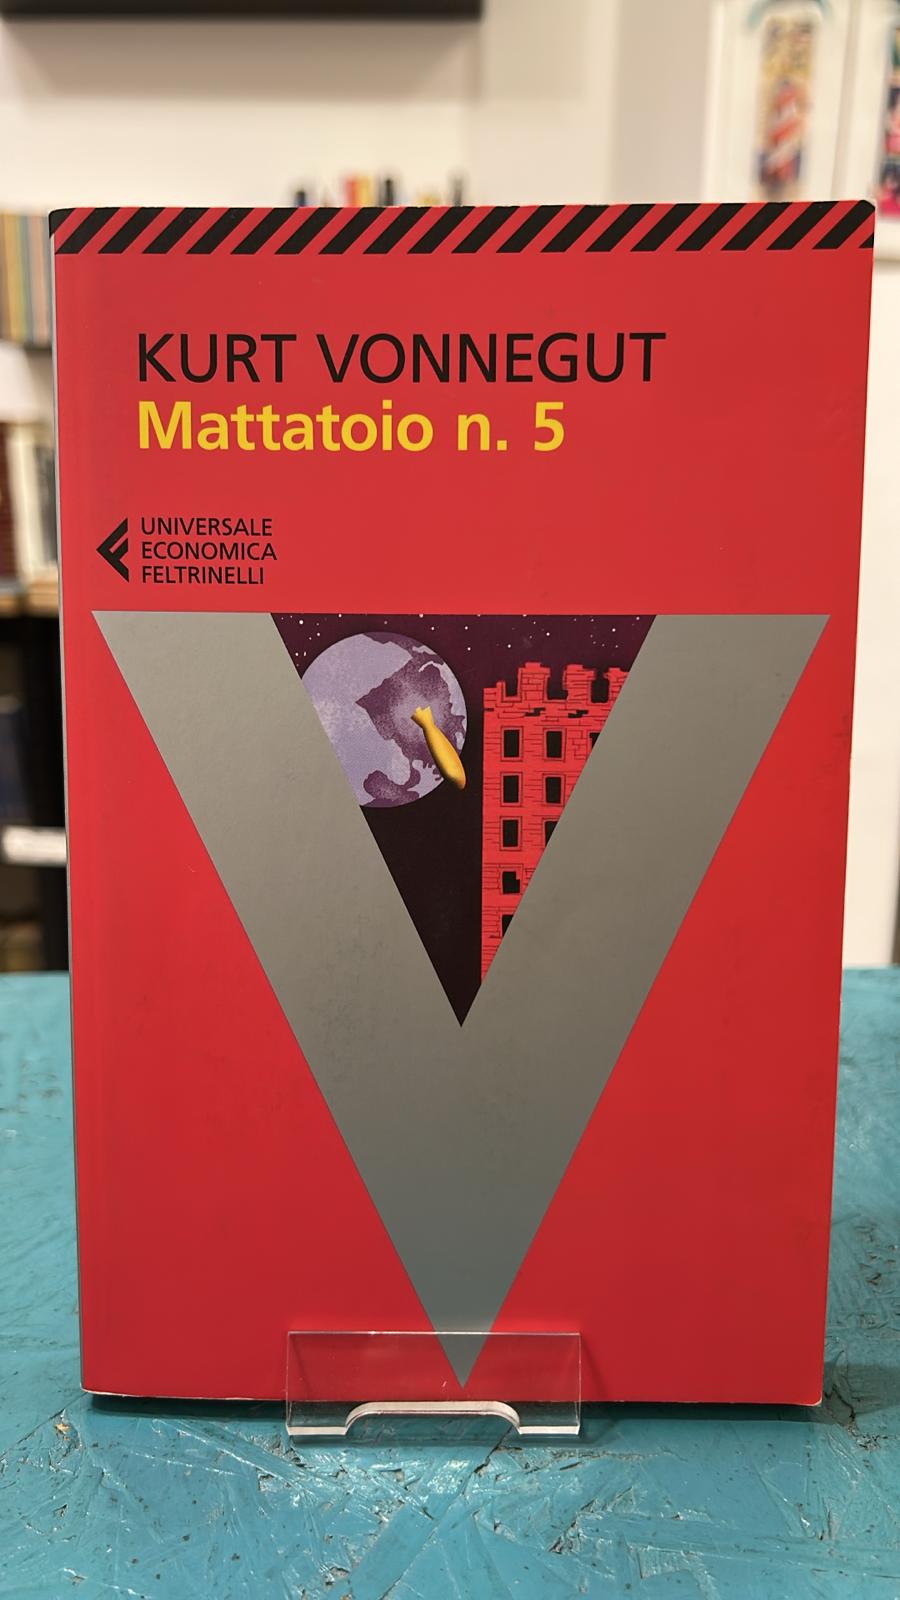 KURT VONNEGUT
Mattatoio n. 5
UNIVERSALE
ECONOMICA
FELTRINELLI
V